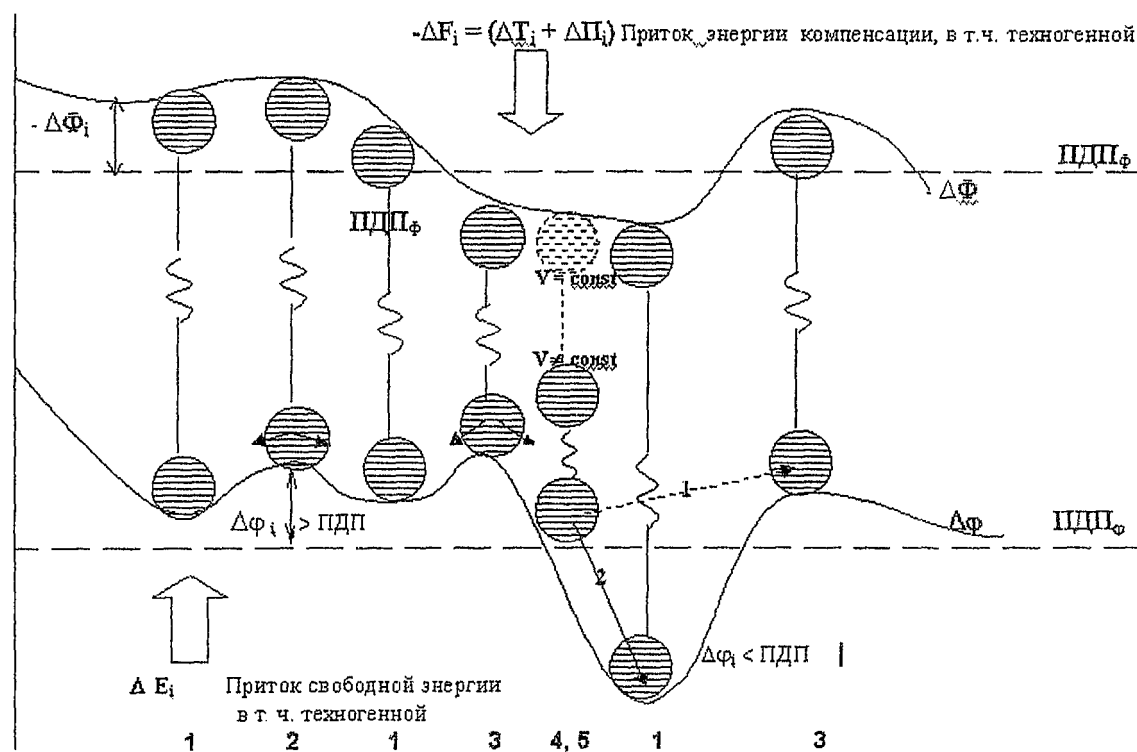 -ΔF_i = (ΔT_i + ΔП_i) Приток энергии компенсации, в т.ч. техногенной
- ΔΦ_i
ПДП_Φ
- ΔΦ
ПДП_Φ
V = const
V ≠ const
1
Δφ_i > ПДП
Δφ
ПДП_φ
2
Δφ_i < ПДП
Δ E_i Приток свободной энергии
в т. ч. техногенной
1 2 1 3 4, 5 1 3